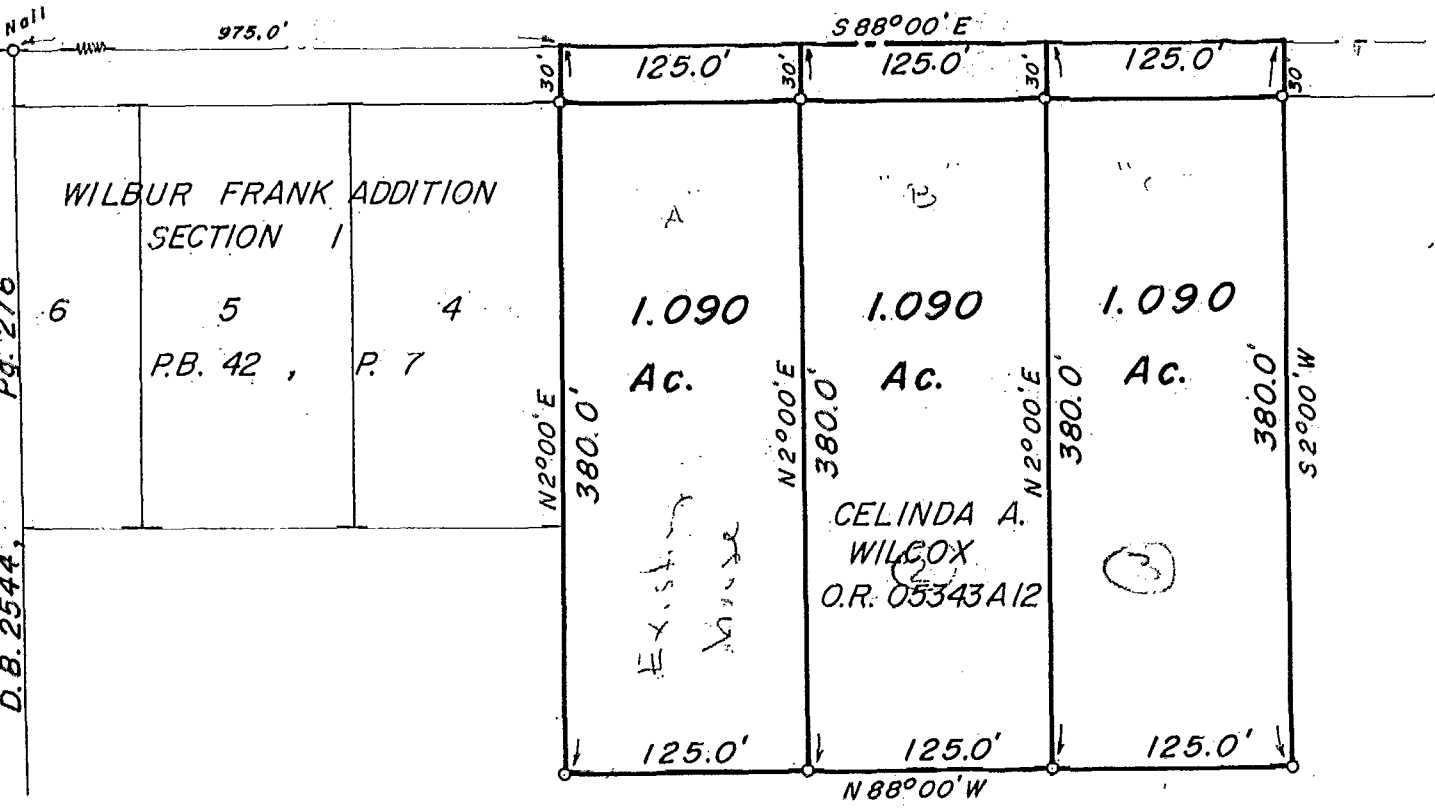 Nail
975.0'
S 88°00' E
30'
125.0'
30'
125.0'
30'
125.0'
30'
WILBUR FRANK ADDITION
SECTION 1
6
5
4
P.B. 42 , P. 7
D.B. 2544, Pg. 276
"A"
1.090
Ac.
"B"
1.090
Ac.
"C"
1.090
Ac.
N2°00' E
380.0'
N2°00' E
380.0'
N2°00' E
380.0'
380.0'
S 2°00' W
Existing
house
CELINDA A.
WILCOX
O.R. 05343A12
2
3
125.0'
125.0'
125.0'
N 88°00' W